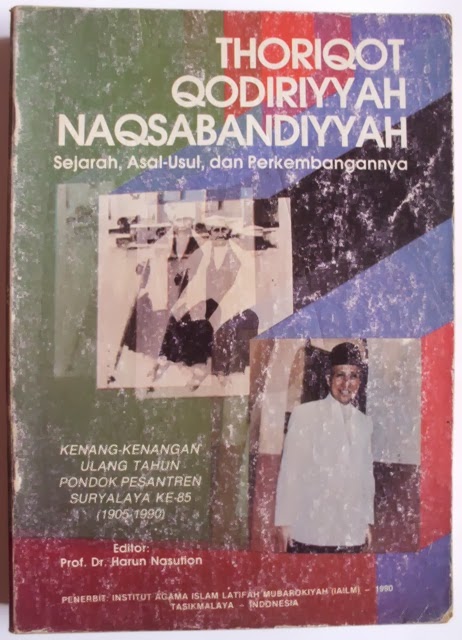 THORIQOT
QODIRIYYAH
NAQSABANDIYYAH
Sejarah, Asal-Usul, dan Perkembangannya
KENANG-KENANGAN
ULANG TAHUN
PONDOK PESANTREN
SURYALAYA KE-85
(1905-1990)
Editor:
Prof. Dr. Harun Nasution
PENERBIT: INSTITUT AGAMA ISLAM LATIFAH MUBAROKIYAH (IAILM) - 1990
TASIKMALAYA - INDONESIA